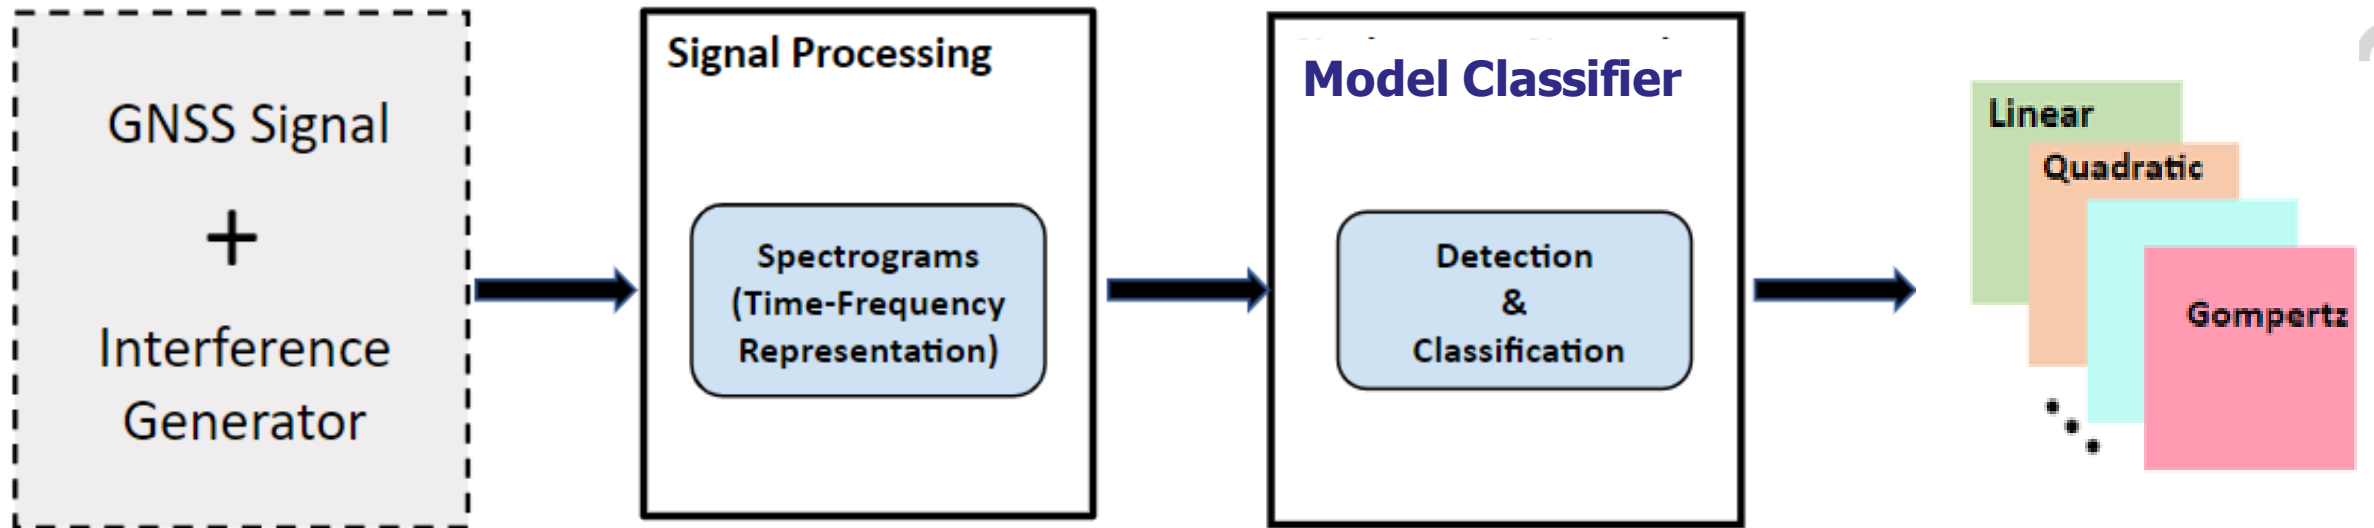 GNSS Signal
+
Interference
Generator
Signal Processing
Spectrograms
(Time-Frequency
Representation)
Model Classifier
Detection
&
Classification
Linear
Quadratic
Gompertz